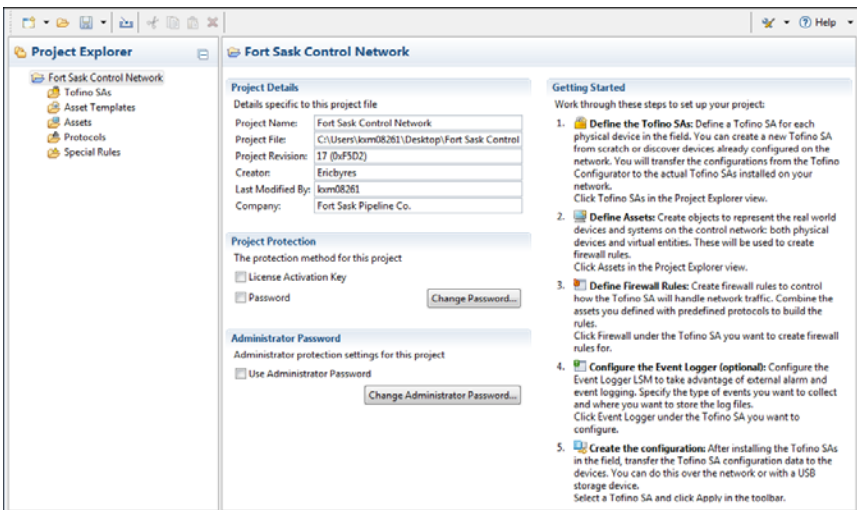 Help
Project Explorer
Fort Sask Control Network
Tofino SAs
Asset Templates
Assets
Protocols
Special Rules
Fort Sask Control Network
Project Details
Details specific to this project file
Project Name: Fort Sask Control Network
Project File: C:\Users\kxm08261\Desktop\Fort Sask Control
Project Revision: 17 (0xF5D2)
Creator: Ericbyres
Last Modified By: kxm08261
Company: Fort Sask Pipeline Co.
Project Protection
The protection method for this project
License Activation Key
Password
Change Password...
Administrator Password
Administrator protection settings for this project
Use Administrator Password
Change Administrator Password...
Getting Started
Work through these steps to set up your project:
1. Define the Tofino SAs: Define a Tofino SA for each
physical device in the field. You can create a new Tofino SA
from scratch or discover devices already configured on the
network. You will transfer the configurations from the Tofino
Configurator to the actual Tofino SAs installed on your
network.
Click Tofino SAs in the Project Explorer view.
2. Define Assets: Create objects to represent the real world
devices and systems on the control network: both physical
devices and virtual entities. These will be used to create
firewall rules.
Click Assets in the Project Explorer view.
3. Define Firewall Rules: Create firewall rules to control
how the Tofino SA will handle network traffic. Combine the
assets you defined with predefined protocols to build the
rules.
Click Firewall under the Tofino SA you want to create firewall
rules for.
4. Configure the Event Logger (optional): Configure the
Event Logger LSM to take advantage of external alarm and
event logging. Specify the type of events you want to collect
and where you want to store the log files.
Click Event Logger under the Tofino SA you want to
configure.
5. Create the configuration: After installing the Tofino SAs
in the field, transfer the Tofino SA configuration data to the
devices. You can do this over the network or with a USB
storage device.
Select a Tofino SA and click Apply in the toolbar.